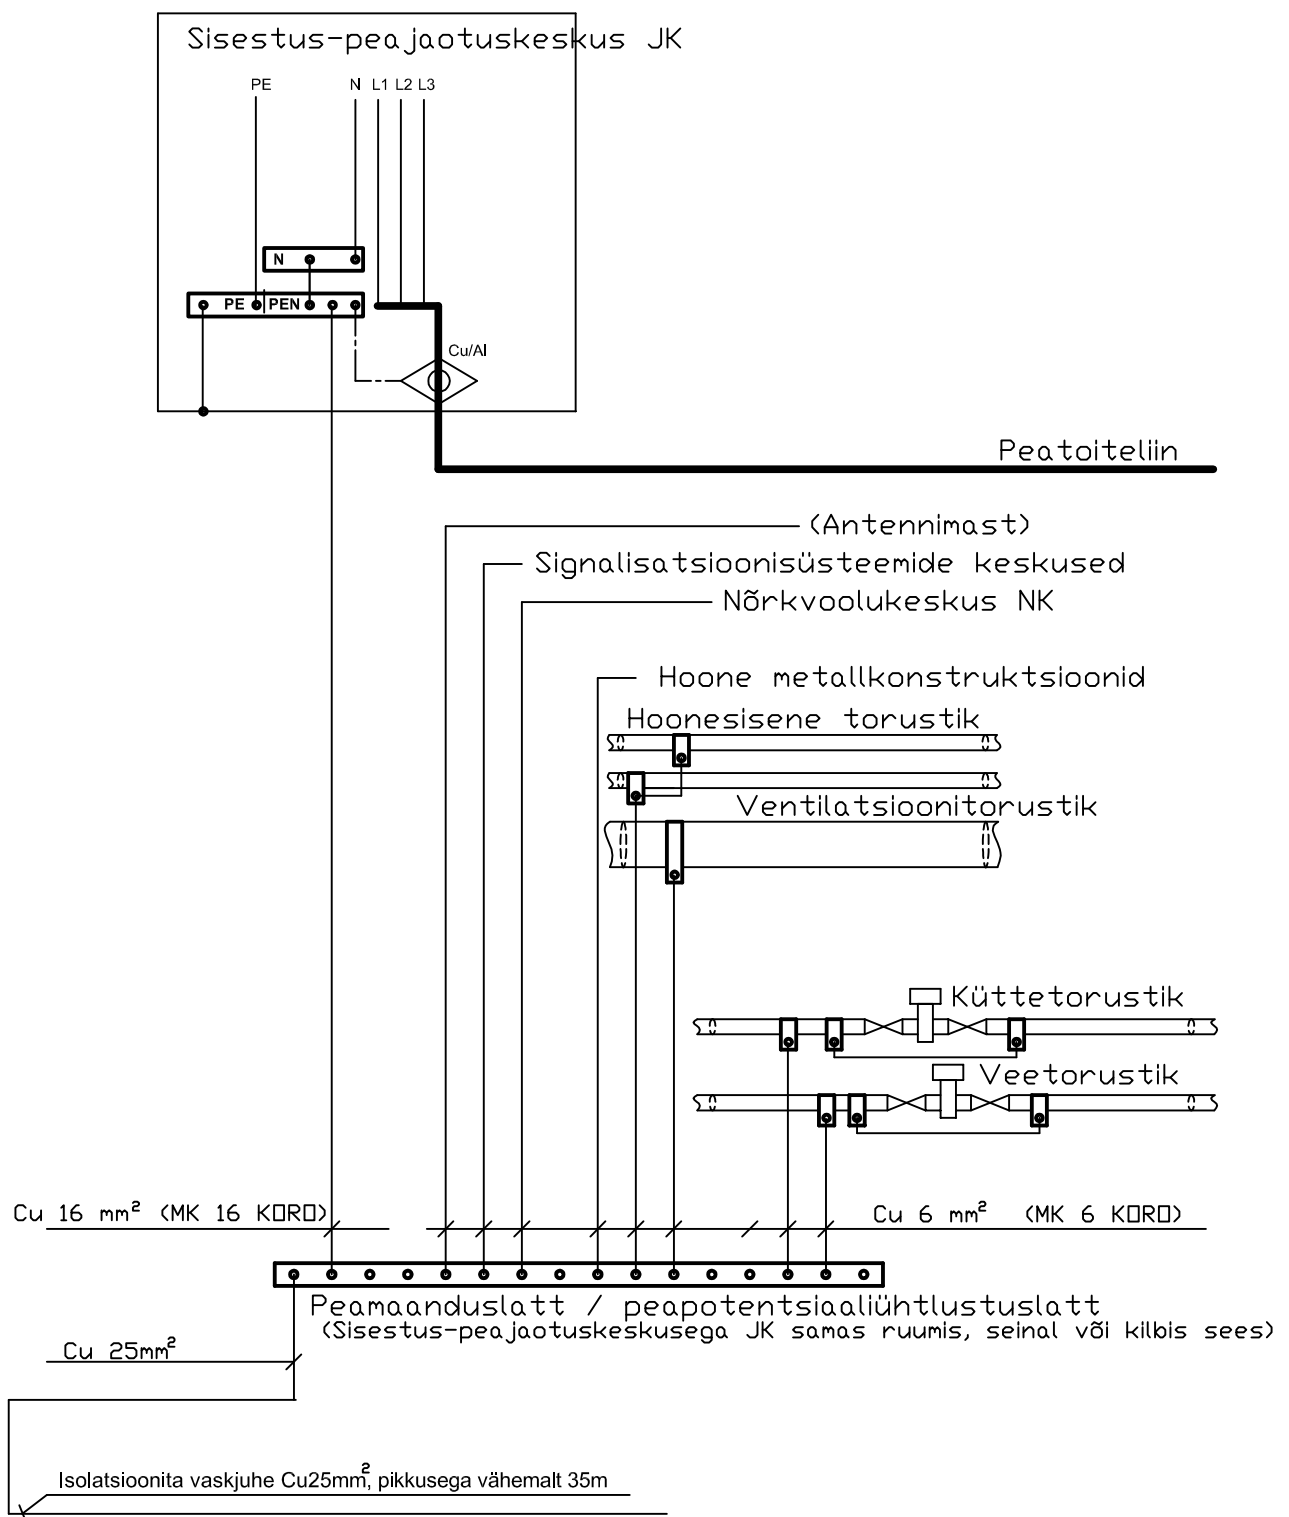 Sisestus-peajaotuskeskus JK
PE N L1 L2 L3
N
PE PEN
Cu/Al
Peatoiteliin
(Antennimast)
Signalisatsioonisüsteemide keskused
Nõrkvoolukeskus NK
Hoone metallkonstruktsioonid
Hoonesisene torustik
Ventilatsioonitorustik
Küttetorustik
Veetorustik
Cu 16 mm² (MK 16 KORO)
Cu 6 mm² (MK 6 KORO)
Peamaanduslatt / peapotentsiaaliühtlustuslatt
(Sisestus-peajaotuskeskusega JK samas ruumis, seinal või kilbis sees)
Cu 25mm²
Isolatsioonita vaskjuhe Cu25mm², pikkusega vähemalt 35m